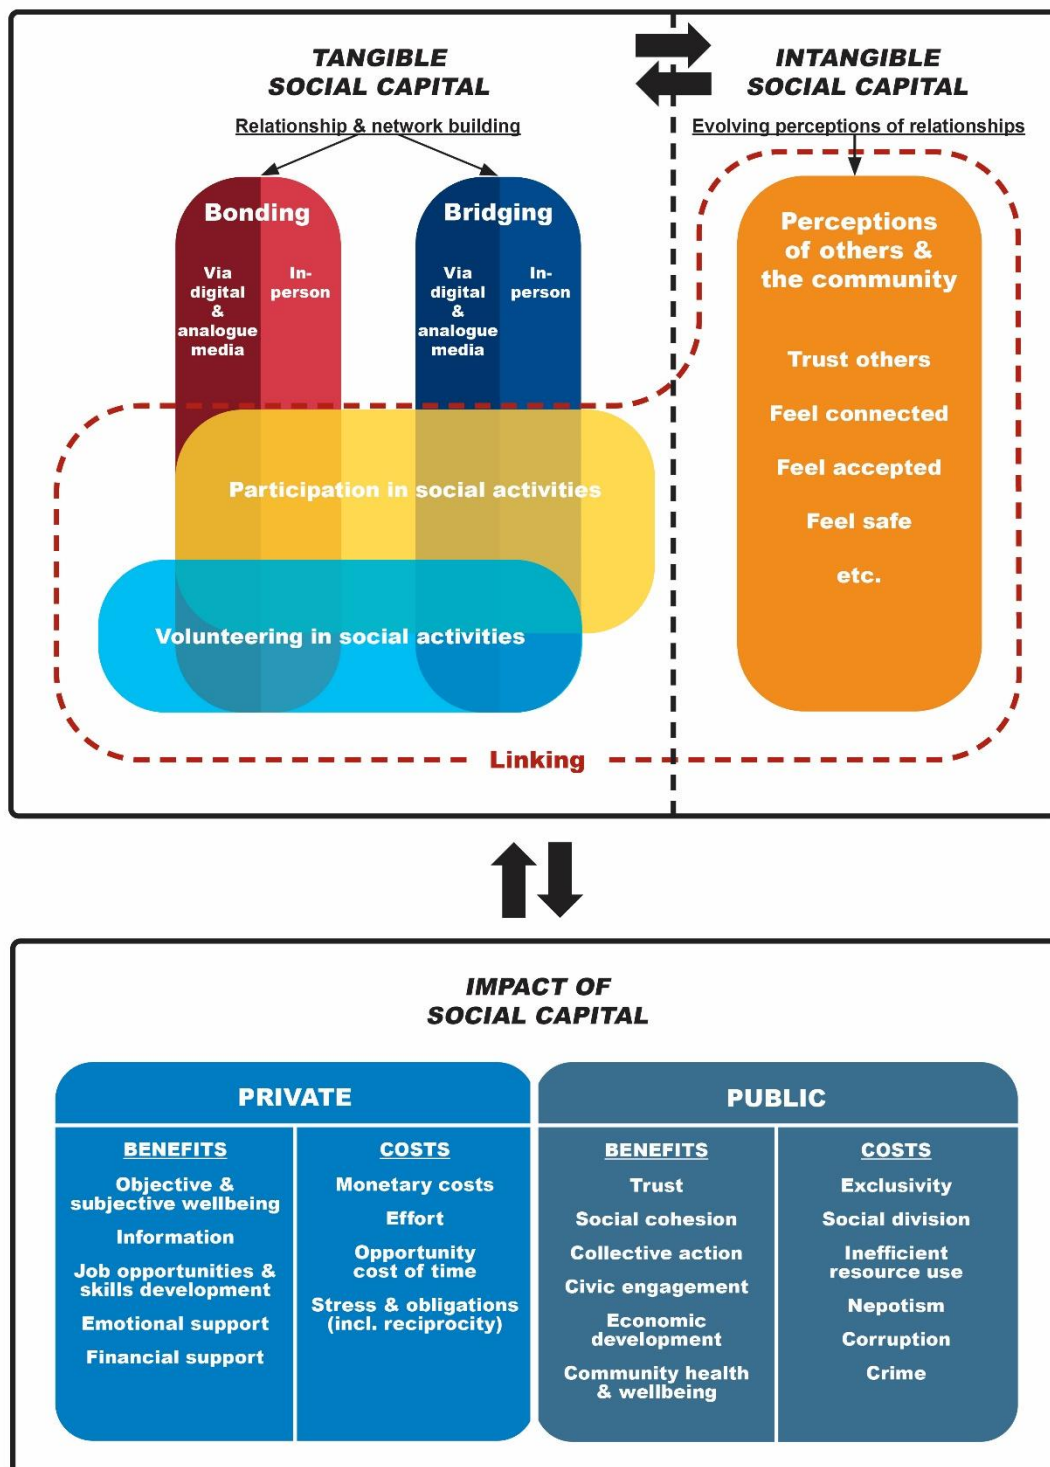 TANGIBLE
SOCIAL CAPITAL
Relationship & network building
INTANGIBLE
SOCIAL CAPITAL
Evolving perceptions of relationships
Bonding
Via
digital
&
analogue
media
In-
person
Bridging
Via
digital
&
analogue
media
In-
person
Participation in social activities
Volunteering in social activities
Perceptions
of others &
the community
Trust others
Feel connected
Feel accepted
Feel safe
etc.
Linking
IMPACT OF
SOCIAL CAPITAL
PRIVATE
BENEFITS
Objective &
subjective wellbeing
Information
Job opportunities &
skills development
Emotional support
Financial support
COSTS
Monetary costs
Effort
Opportunity
cost of time
Stress & obligations
(incl. reciprocity)
PUBLIC
BENEFITS
Trust
Social cohesion
Collective action
Civic engagement
Economic
development
Community health
& wellbeing
COSTS
Exclusivity
Social division
Inefficient
resource use
Nepotism
Corruption
Crime